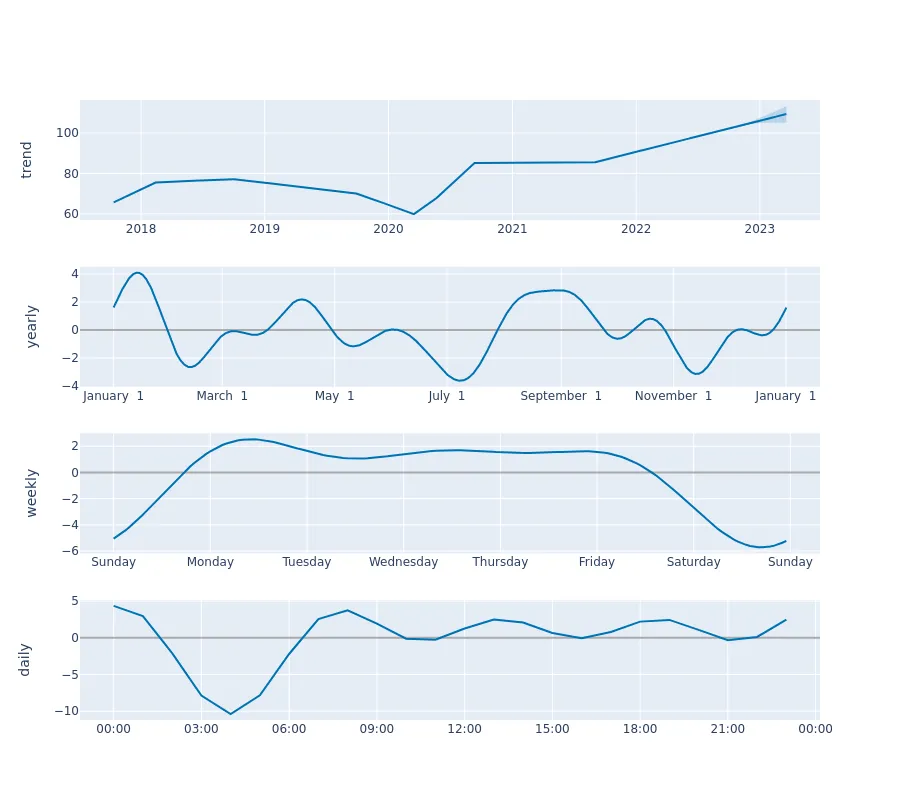 trend
100
80
60
2018 2019 2020 2021 2022 2023
yearly
4
2
0
−2
−4
January 1 March 1 May 1 July 1 September 1 November 1 January 1
weekly
2
0
−2
−4
−6
Sunday Monday Tuesday Wednesday Thursday Friday Saturday Sunday
daily
5
0
−5
−10
00:00 03:00 06:00 09:00 12:00 15:00 18:00 21:00 00:00